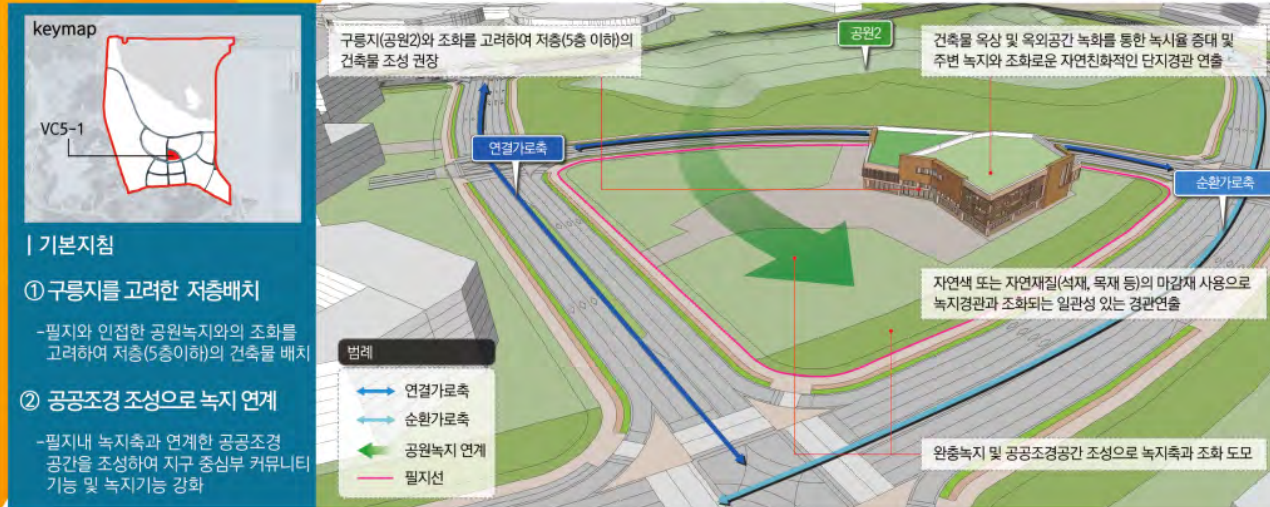 keymap
VC5-1
| 기본지침
① 구릉지를 고려한 저층배치
-필지와 인접한 공원녹지와의 조화를
고려하여 저층(5층이하)의 건축물 배치
② 공공조경 조성으로 녹지 연계
-필지내 녹지축과 연계한 공공조경
공간을 조성하여 지구 중심부 커뮤니티
기능 및 녹지기능 강화
구릉지(공원2)와 조화를 고려하여 저층(5층 이하)의
건축물 조성 권장
공원2
건축물 옥상 및 옥외공간 녹화를 통한 녹시율 증대 및
주변 녹지와 조화로운 자연친화적인 단지경관 연출
연결가로축
순환가로축
자연색 또는 자연재질(석재, 목재 등)의 마감재 사용으로
녹지경관과 조화되는 일관성 있는 경관연출
완충녹지 및 공공조경공간 조성으로 녹지축과 조화 도모
범례
연결가로축
순환가로축
공원녹지 연계
필지선